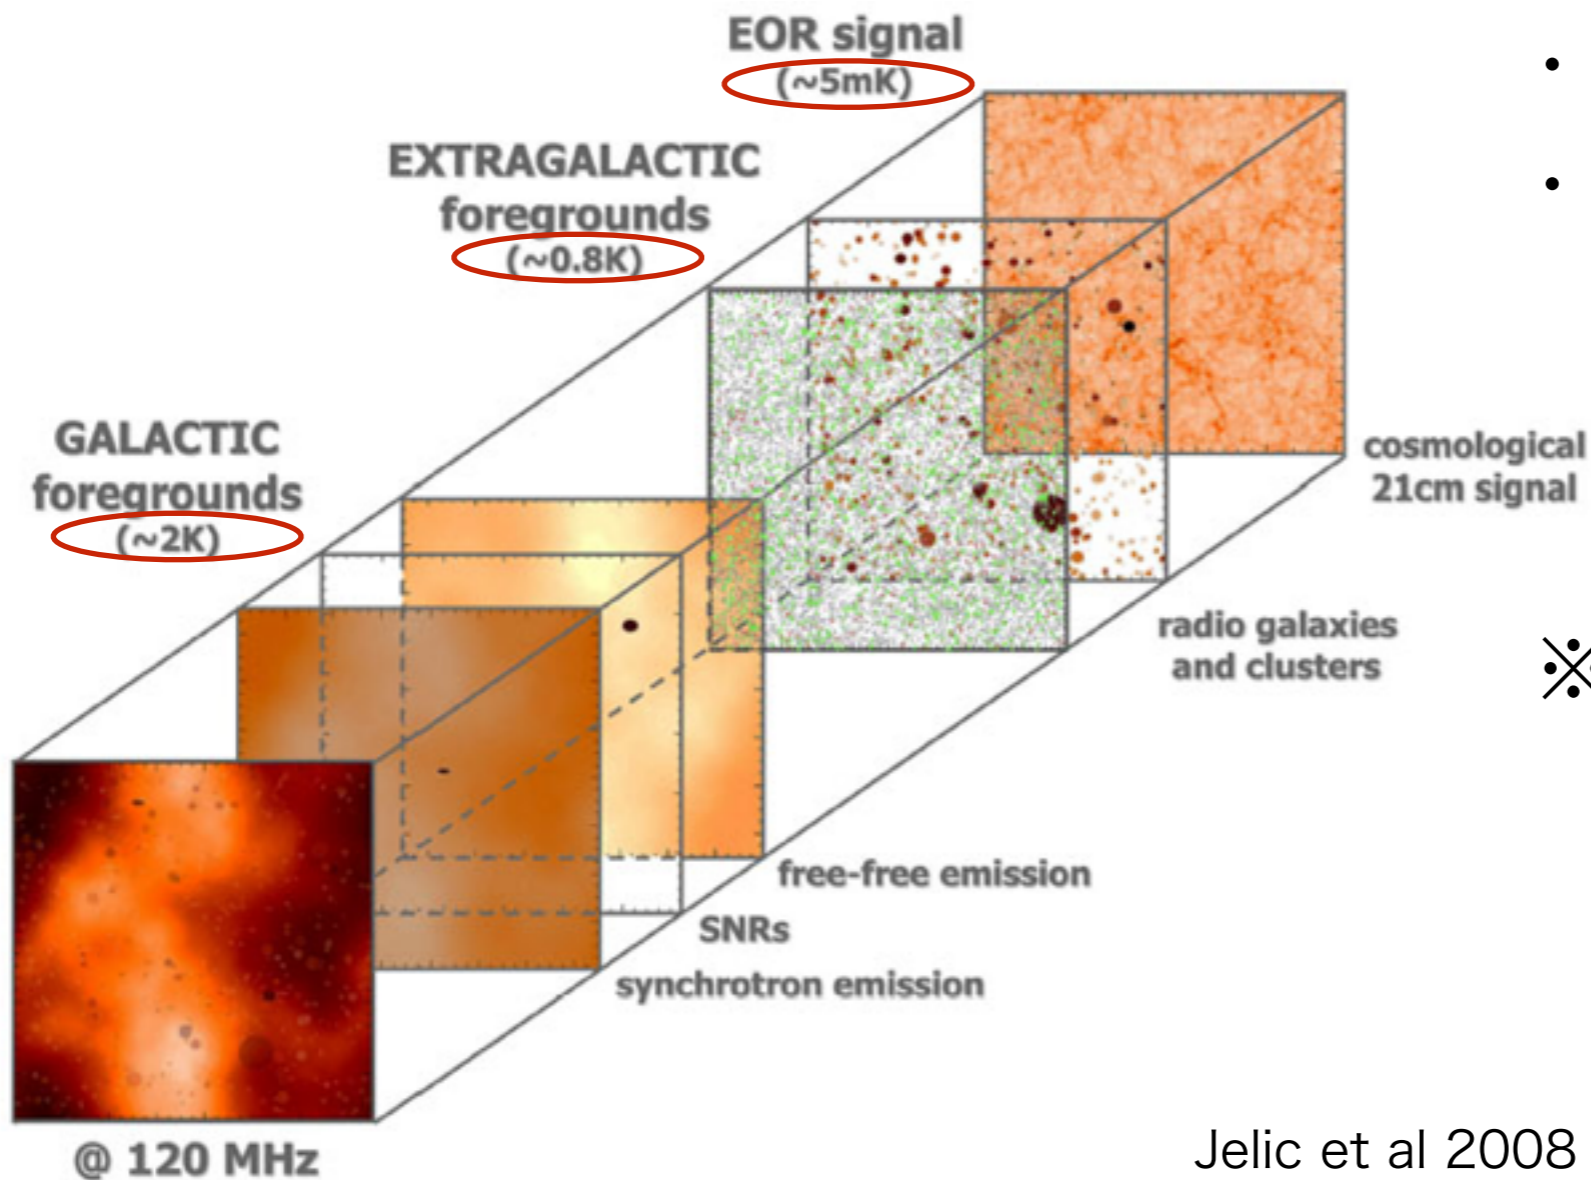 EOR signal
(~5mK)
EXTRAGALACTIC
foregrounds
(~0.8K)
GALACTIC
foregrounds
(~2K)
cosmological
21cm signal
radio galaxies
and clusters
free-free emission
SNRs
synchrotron emission
@ 120 MHz
Jelic et al 2008
•
•
※